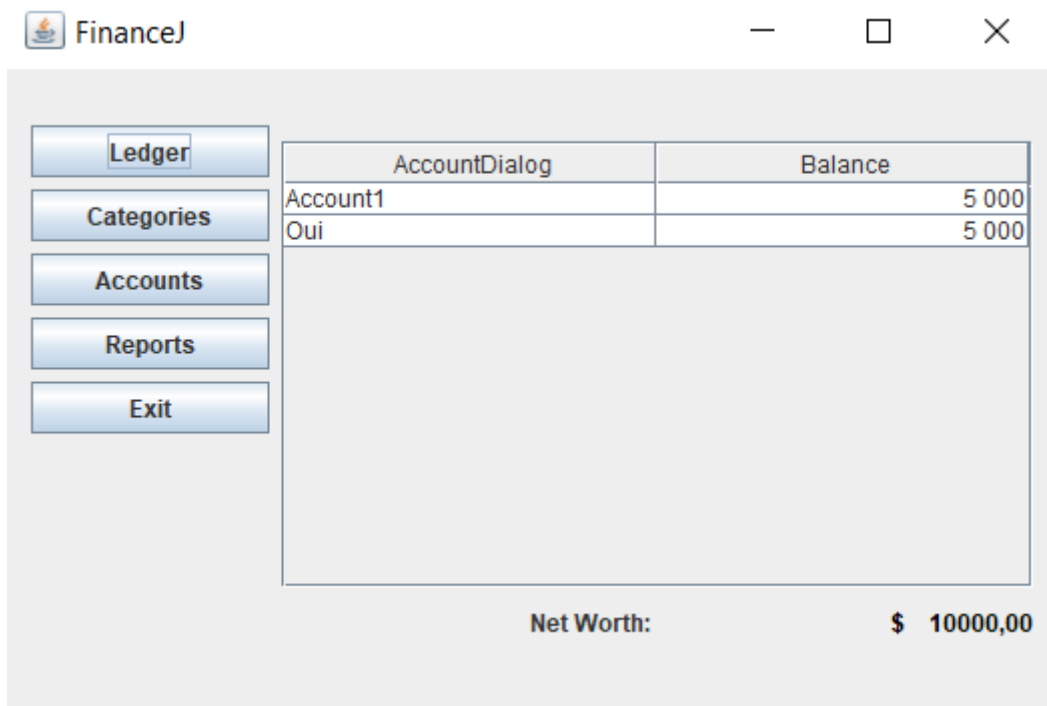 FinanceJ
Ledger
Categories
Accounts
Reports
Exit
AccountDialog Balance
Account1 5 000
Oui 5 000
Net Worth: $ 10000,00